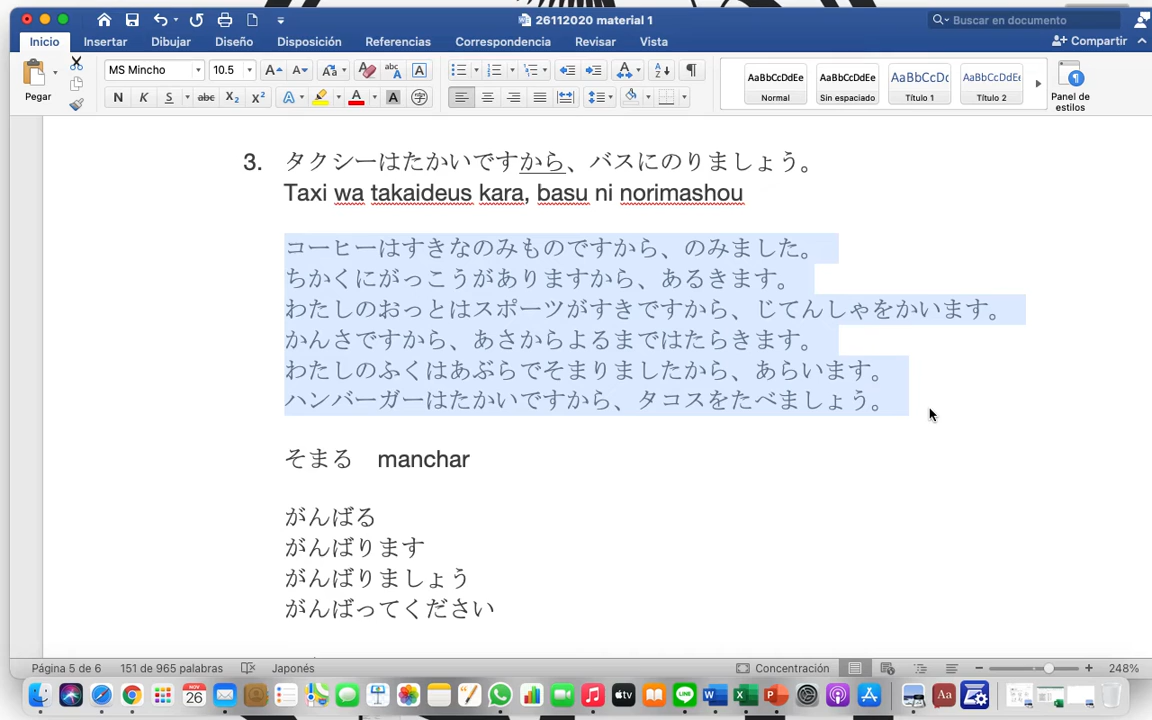 26112020 material 1
Buscar en documento
Inicio Insertar Dibujar Diseño Disposición Referencias Correspondencia Revisar Vista Compartir
Pegar MS Mincho 10.5
N K S abc X₂ X²
AaBbCcDdEe AaBbCcDdEe AaBbCcDc AaBbCcDdEe
Normal Sin espaciado Título 1 Título 2 Panel de estilos
3. タクシーはたかいですから、バスにのりましょう。
Taxi wa takaideus kara, basu ni norimashou
コーヒーはすきなのみものですから、のみました。
ちかくにがっこうがありますから、あるきます。
わたしのおっとはスポーツがすきですから、じてんしゃをかいます。
かんさですから、あさからよるまではたらきます。
わたしのふくはあぶらでそまりましたから、あらいます。
ハンバーガーはたかいですから、タコスをたべましょう。
そまる manchar
がんばる
がんばります
がんばりましょう
がんばってください
Página 5 de 6 151 de 965 palabras Japonés Concentración 248%
NOV
26